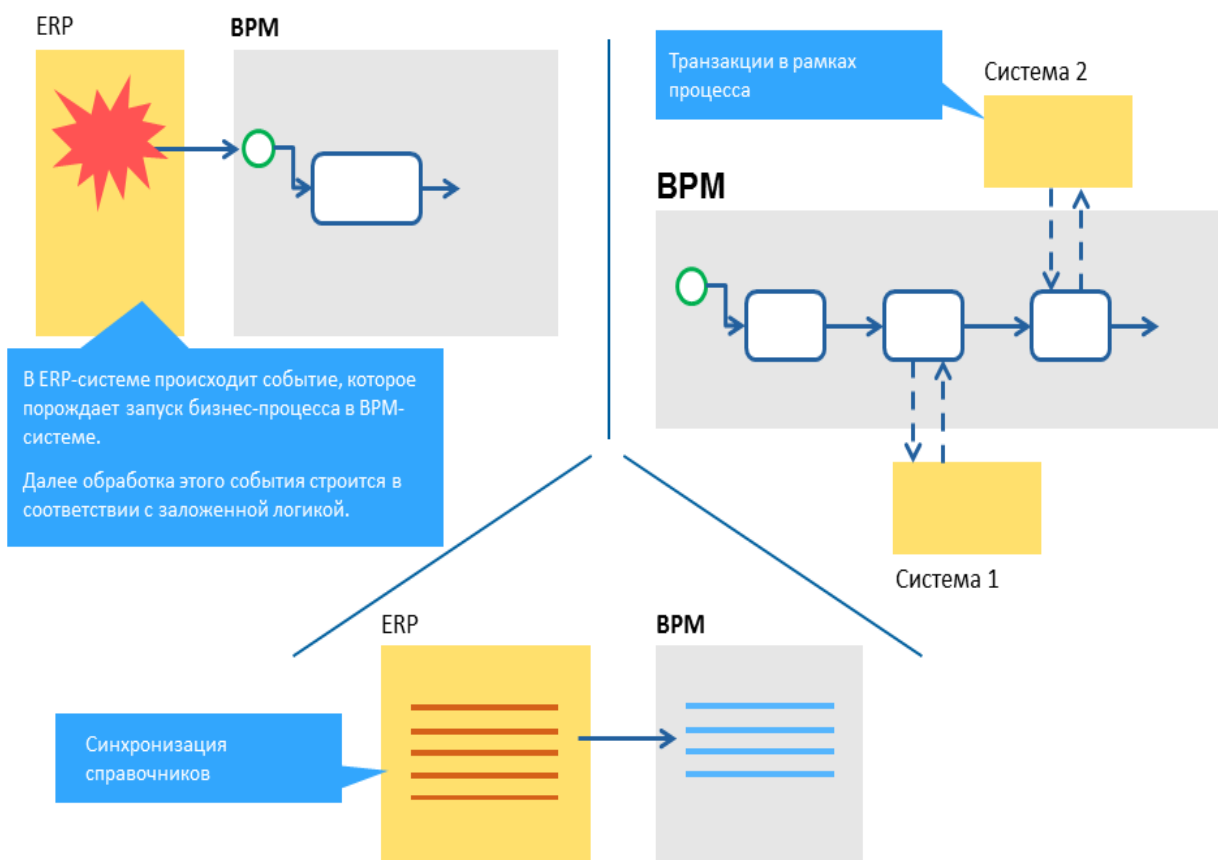 ERP
BPM
В ERP-системе происходит событие, которое
порождает запуск бизнес-процесса в BPM-
системе.
Далее обработка этого события строится в
соответствии с заложенной логикой.
Транзакции в рамках
процесса
Система 2
BPM
Система 1
ERP
BPM
Синхронизация
справочников